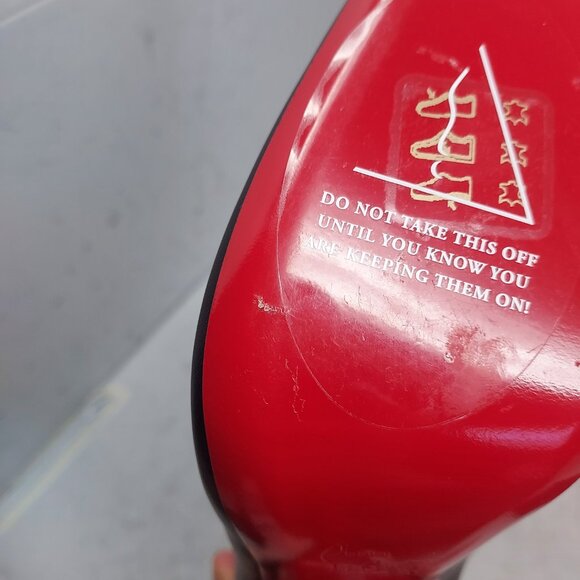 DO NOT TAKE THIS OFF
UNTIL YOU KNOW YOU
ARE KEEPING THEM ON!